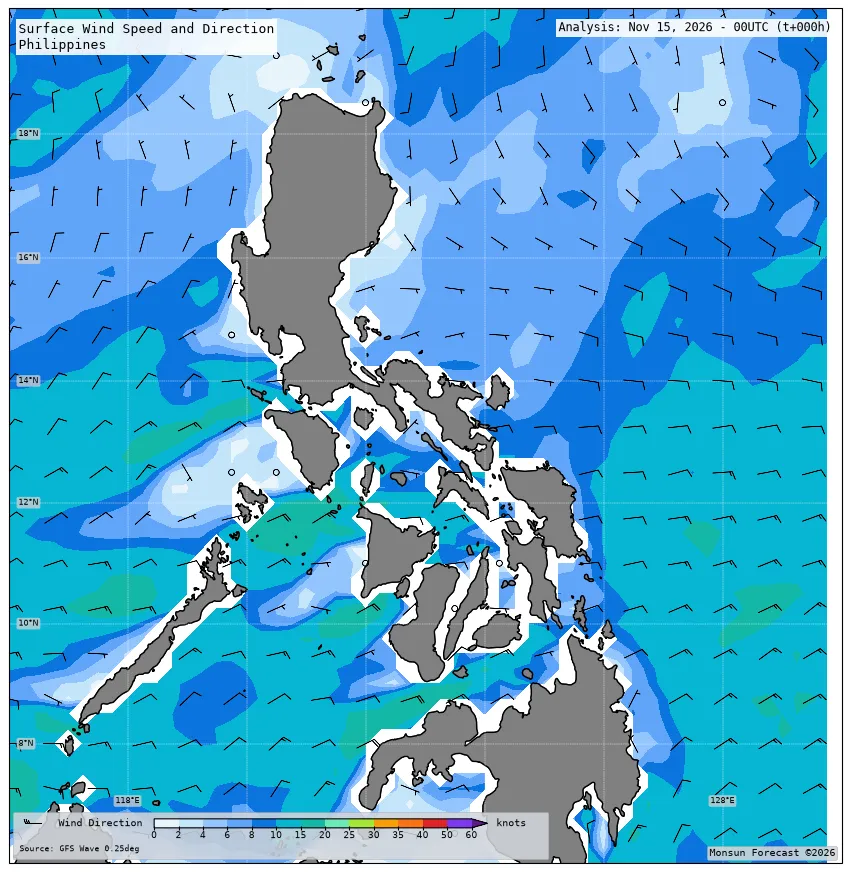 Surface Wind Speed and Direction
Philippines
Analysis: Nov 15, 2026 - 00UTC (t+000h)
18°N
16°N
14°N
12°N
10°N
8°N
118°E
128°E
Wind Direction
knots
0 2 4 6 8 10 15 20 25 30 35 40 50 60
Source: GFS Wave 0.25deg
Monsun Forecast ©2026